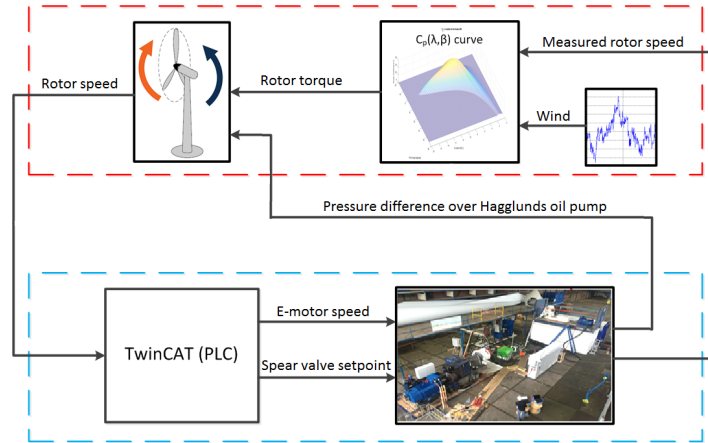 Cp(λ,β) curve
Measured rotor speed
Rotor speed
Rotor torque
Wind
Pressure difference over Hagglunds oil pump
E-motor speed
TwinCAT (PLC)
Spear valve setpoint